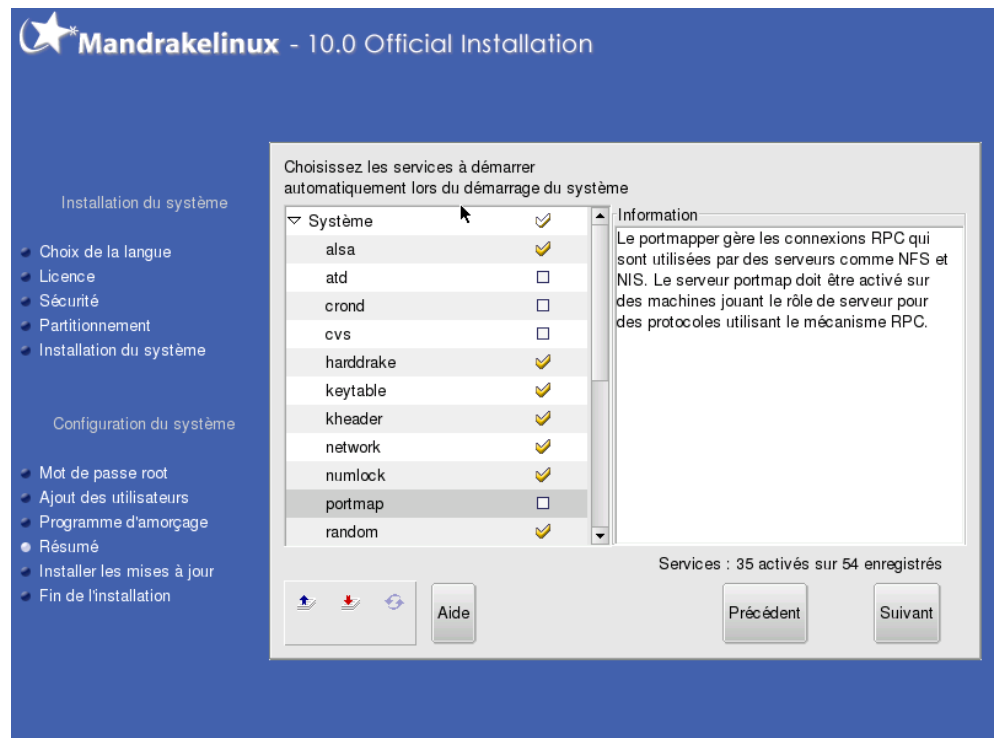 Mandrakelinux - 10.0 Official Installation
Installation du système
Choix de la langue
Licence
Sécurité
Partitionnement
Installation du système
Configuration du système
Mot de passe root
Ajout des utilisateurs
Programme d'amorçage
Résumé
Installer les mises à jour
Fin de l'installation
Choisissez les services à démarrer
automatiquement lors du démarrage du système
Système
alsa
atd
crond
cvs
harddrake
keytable
kheader
network
numlock
portmap
random
Information
Le portmapper gère les connexions RPC qui
sont utilisées par des serveurs comme NFS et
NIS. Le serveur portmap doit être activé sur
des machines jouant le rôle de serveur pour
des protocoles utilisant le mécanisme RPC.
Services : 35 activés sur 54 enregistrés
Aide
Précédent
Suivant